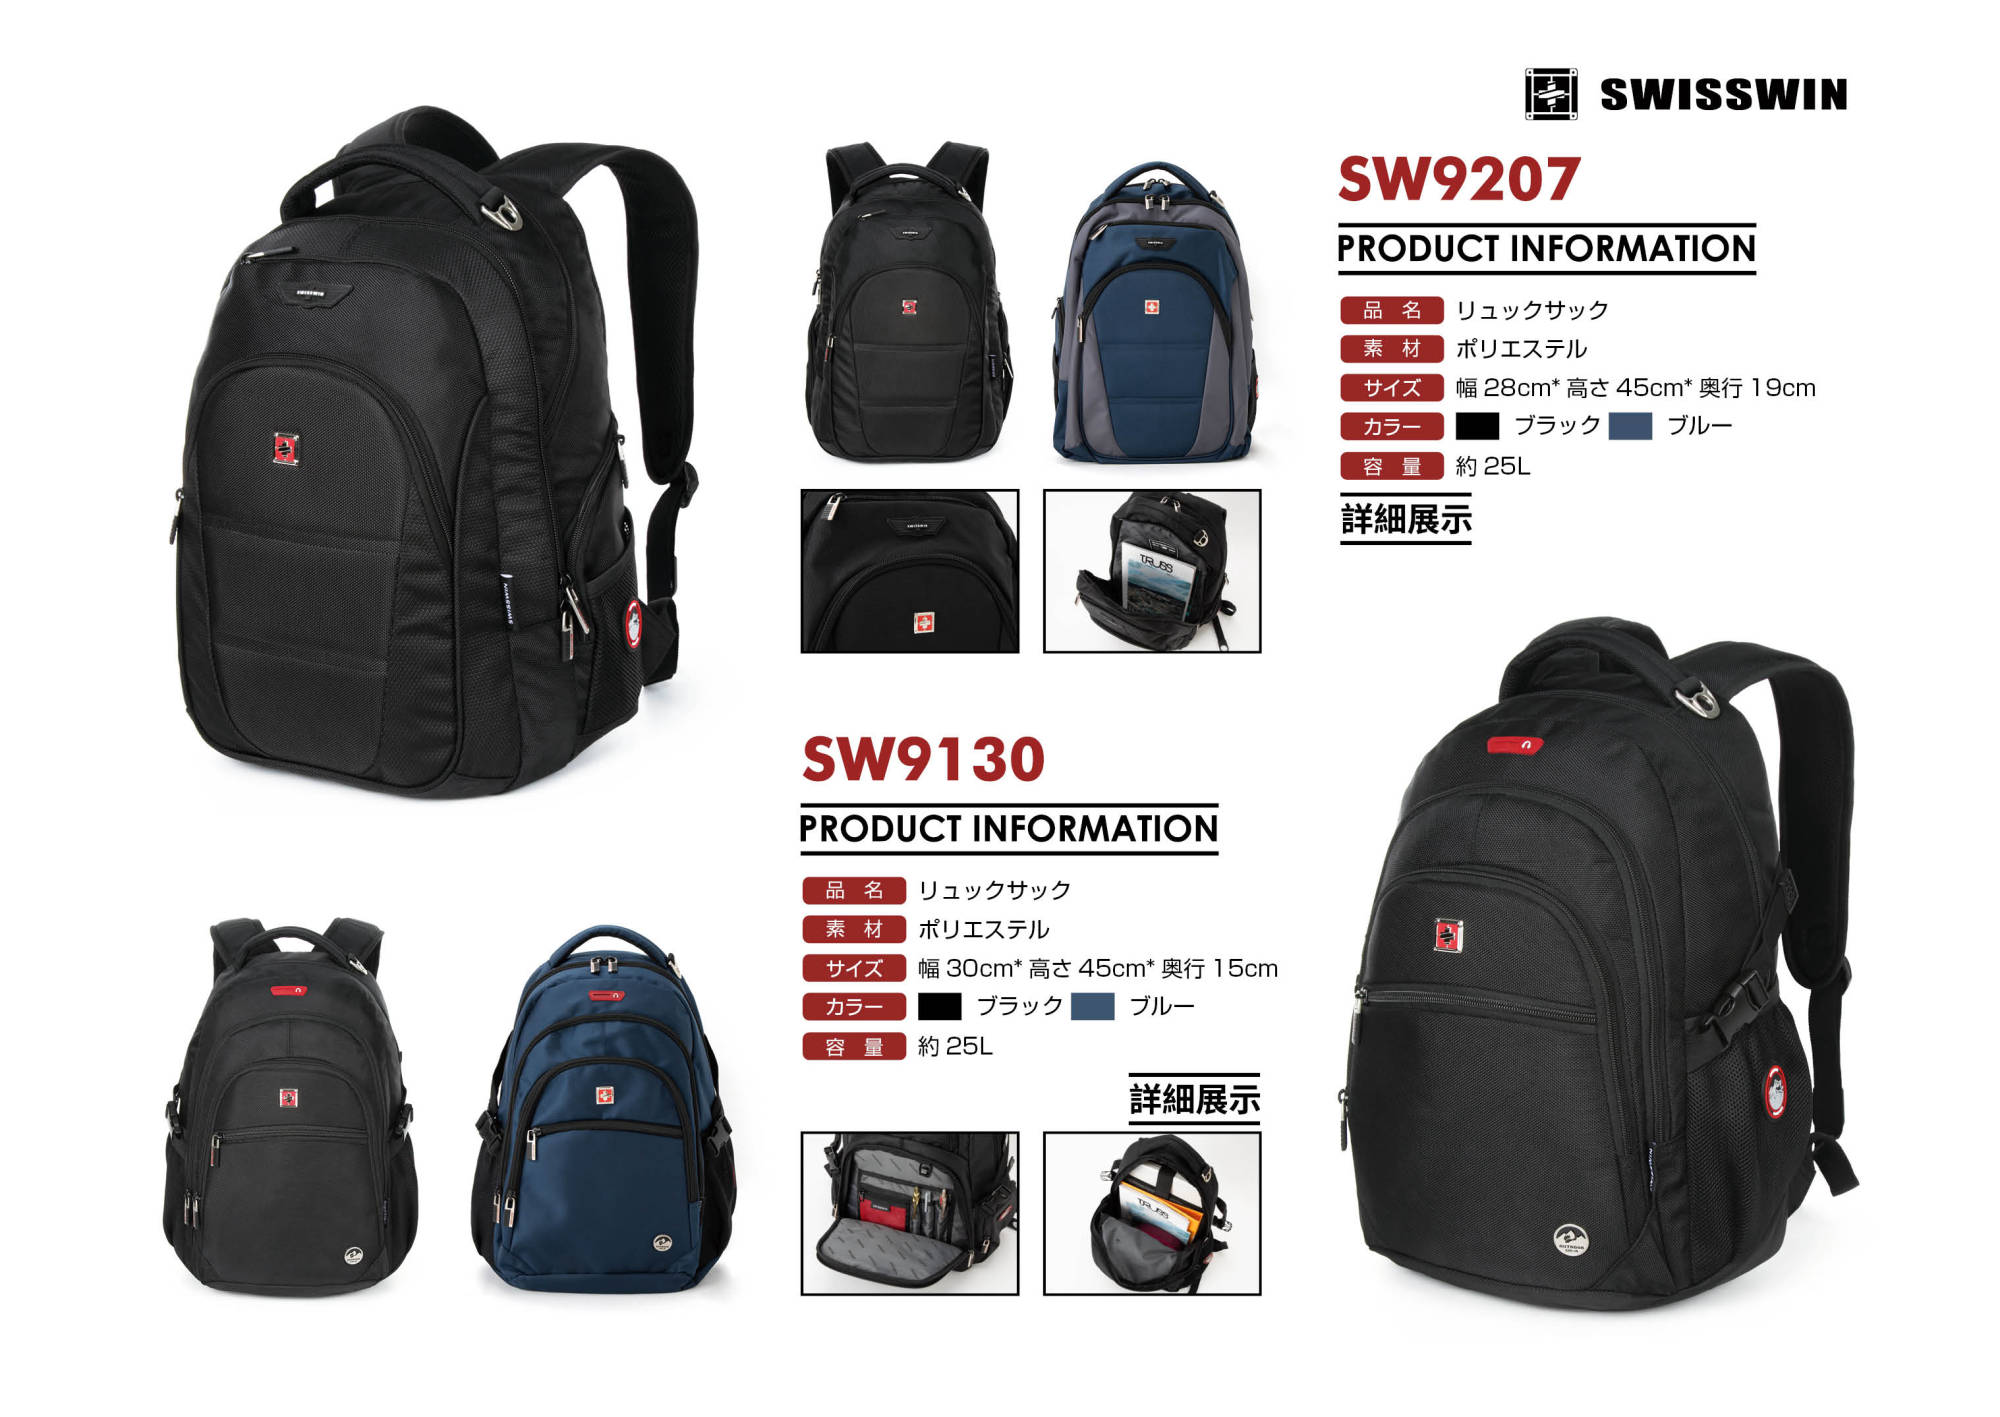 SWISSWIN
SW9207
PRODUCT INFORMATION
品 名 リュックサック
素 材 ポリエステル
サイズ 幅 28cm* 高さ 45cm* 奥行 19cm
カラー ブラック ブルー
容 量 約 25L
詳細展示
SWISSWIN
SWISSWIN
TRUSS
SW9130
PRODUCT INFORMATION
品 名 リュックサック
素 材 ポリエステル
サイズ 幅 30cm* 高さ 45cm* 奥行 15cm
カラー ブラック ブルー
容 量 約 25L
詳細展示
TRUSS
OUTDOOR